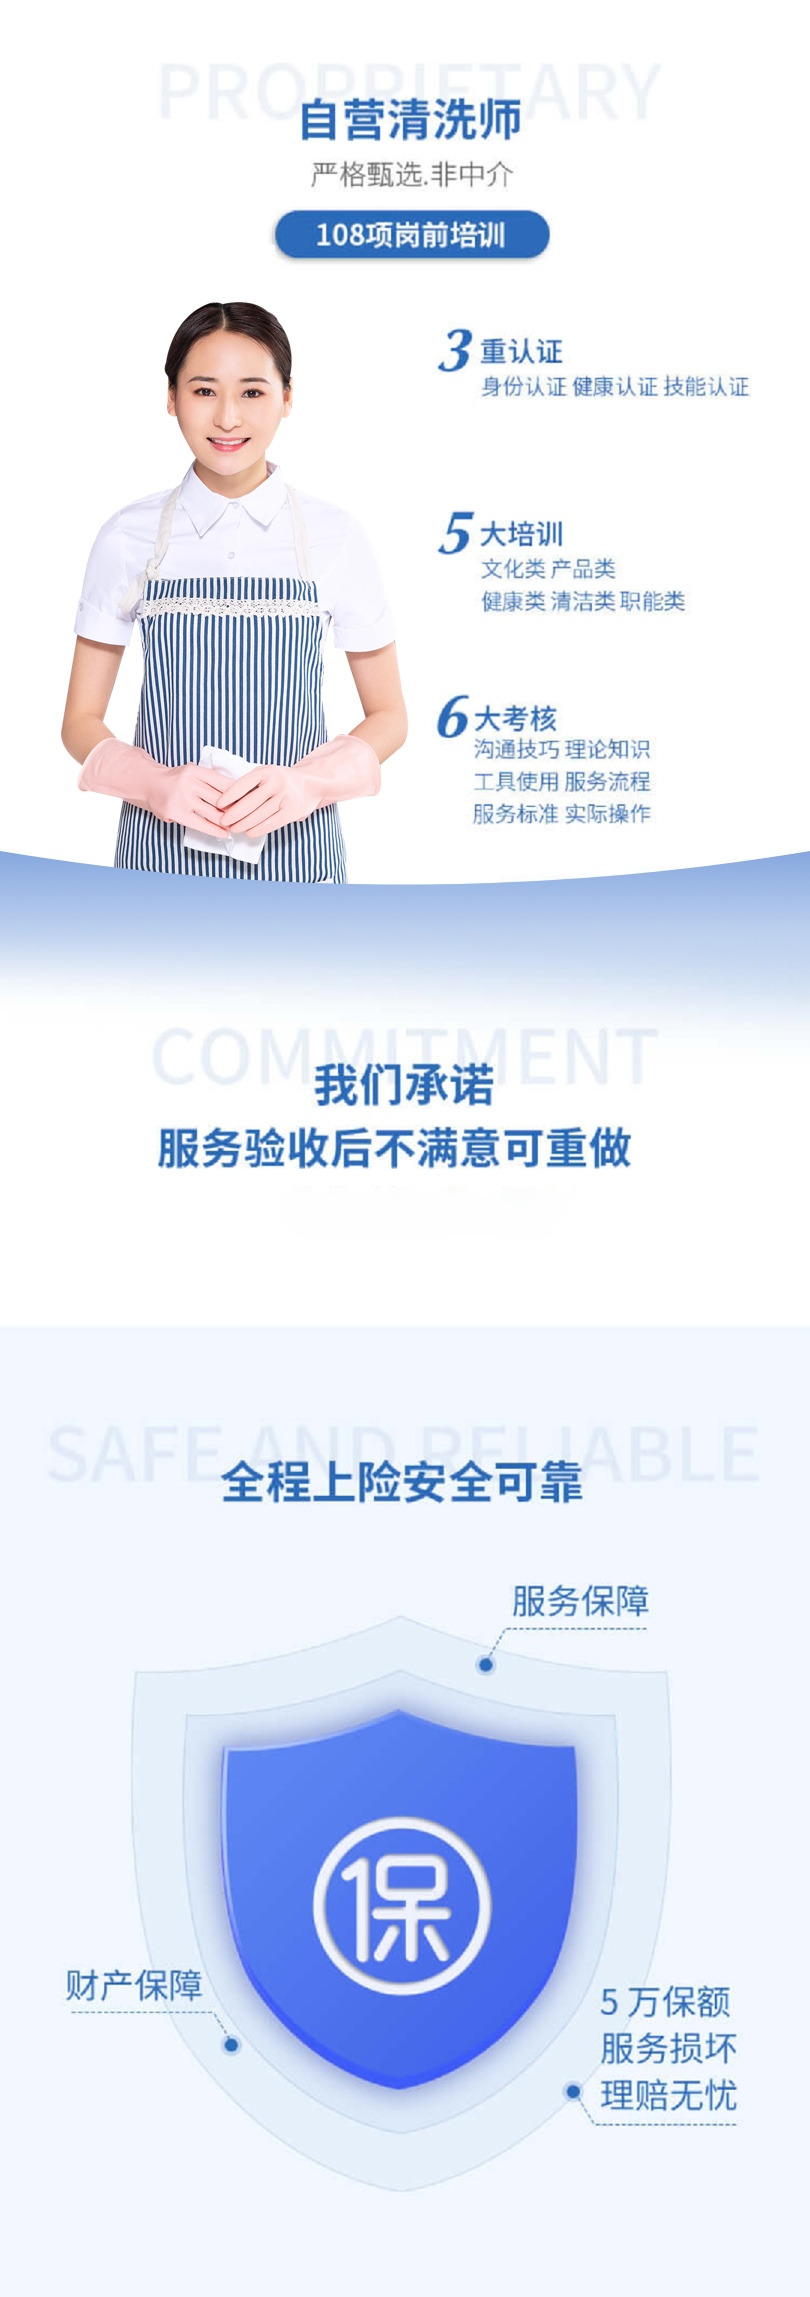 PROPRIETARY
自营清洗师
严格甄选.非中介
108项岗前培训
3重认证
身份认证 健康认证 技能认证
5大培训
文化类 产品类
健康类 清洁类 职能类
6大考核
沟通技巧 理论知识
工具使用 服务流程
服务标准 实际操作
COMMITMENT
我们承诺
服务验收后不满意可重做
SAFE AND RELIABLE
全程上险安全可靠
服务保障
保
财产保障
5万保额
服务损坏
理赔无忧